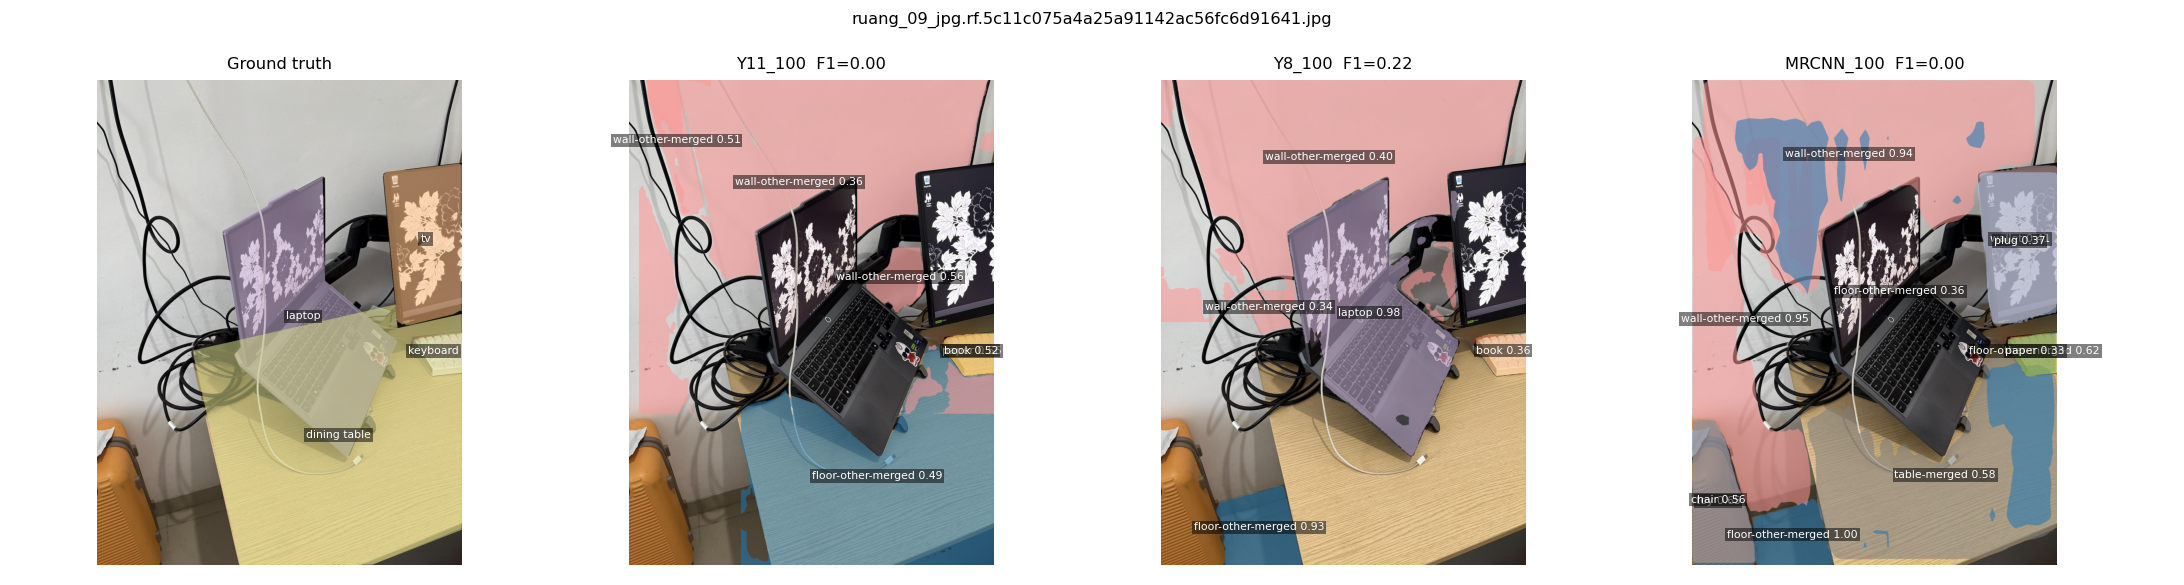 ruang_09_jpg.rf.5c11c075a4a25a91142ac56fc6d91641.jpg
Ground truth
tv
laptop
keyboard
dining table
Y11_100 F1=0.00
wall-other-merged 0.51
wall-other-merged 0.36
wall-other-merged 0.56
book 0.52
floor-other-merged 0.49
Y8_100 F1=0.22
wall-other-merged 0.40
wall-other-merged 0.34
laptop 0.98
book 0.36
floor-other-merged 0.93
MRCNN_100 F1=0.00
wall-other-merged 0.94
plug 0.37
floor-other-merged 0.36
wall-other-merged 0.95
paper 0.33
0.62
table-merged 0.58
chair 0.56
floor-other-merged 1.00